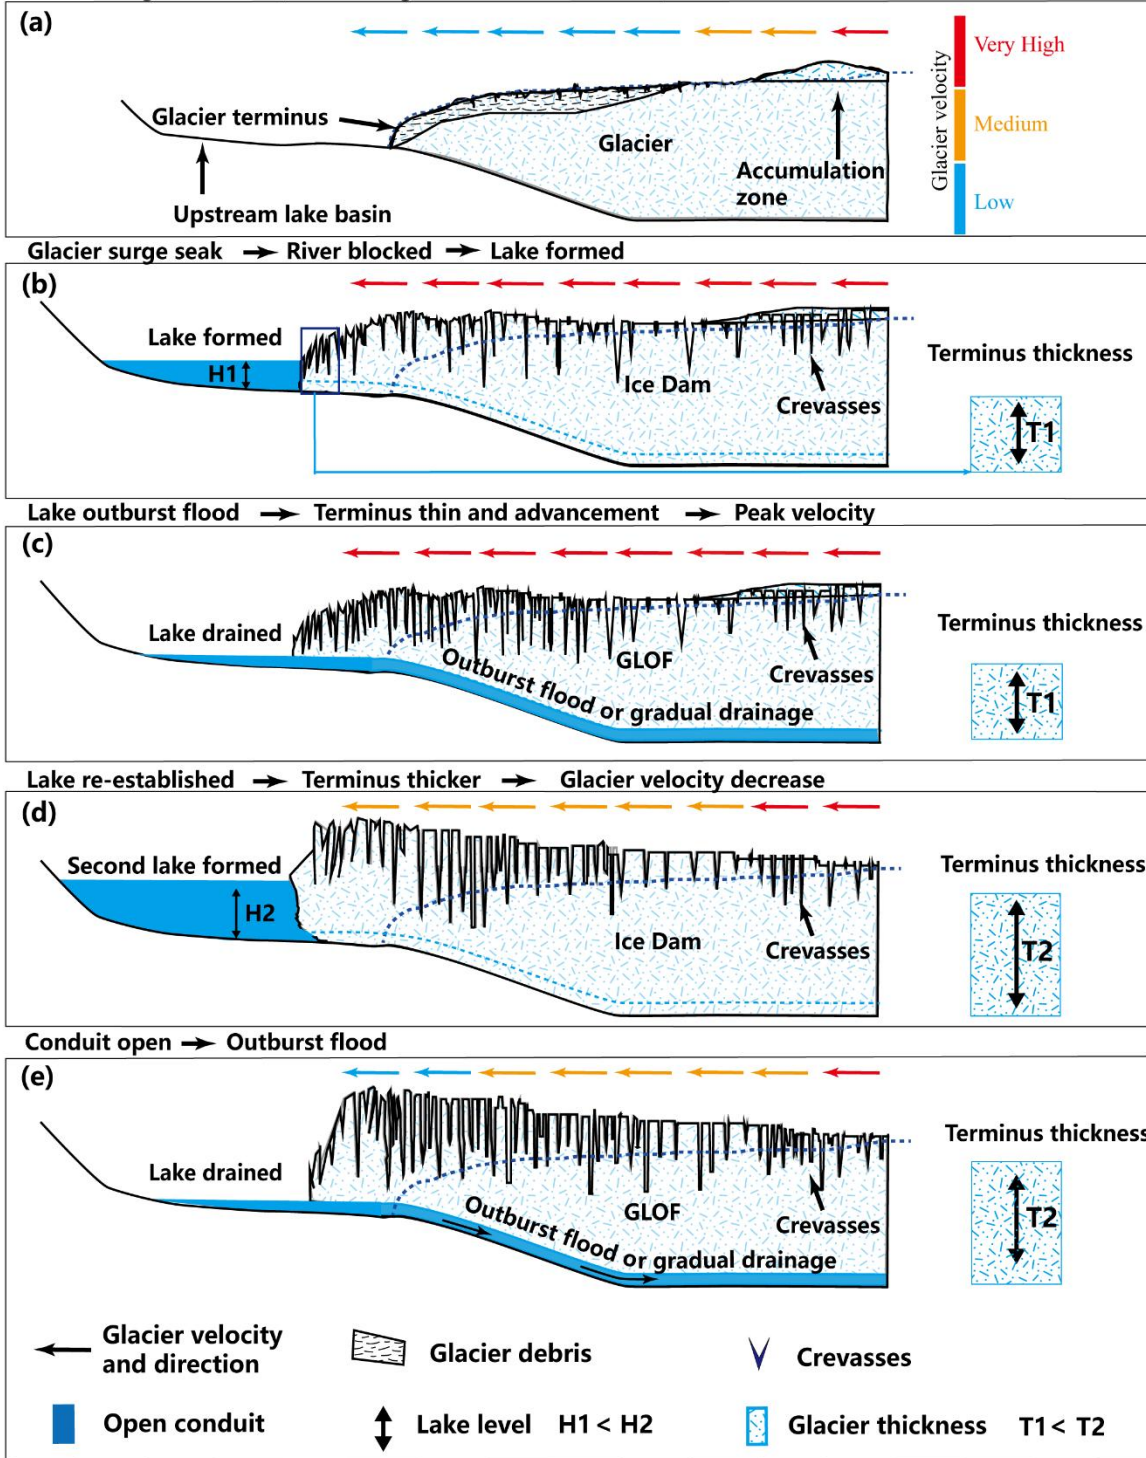 (a)
Glacier terminus
Glacier
Accumulation
zone
Upstream lake basin
Glacier velocity
Very High
Medium
Low
Glacier surge seak → River blocked → Lake formed
(b)
Lake formed
H1
Ice Dam
Crevasses
Terminus thickness
T1
Lake outburst flood → Terminus thin and advancement → Peak velocity
(c)
Lake drained
GLOF
Crevasses
Outburst flood or gradual drainage
Terminus thickness
T1
Lake re-established → Terminus thicker → Glacier velocity decrease
(d)
Second lake formed
H2
Ice Dam
Crevasses
Terminus thickness
T2
Conduit open → Outburst flood
(e)
Lake drained
GLOF
Crevasses
Outburst flood or gradual drainage
Terminus thickness
T2
Glacier velocity
and direction
Glacier debris
Crevasses
Open conduit
Lake level H1 < H2
Glacier thickness T1 < T2